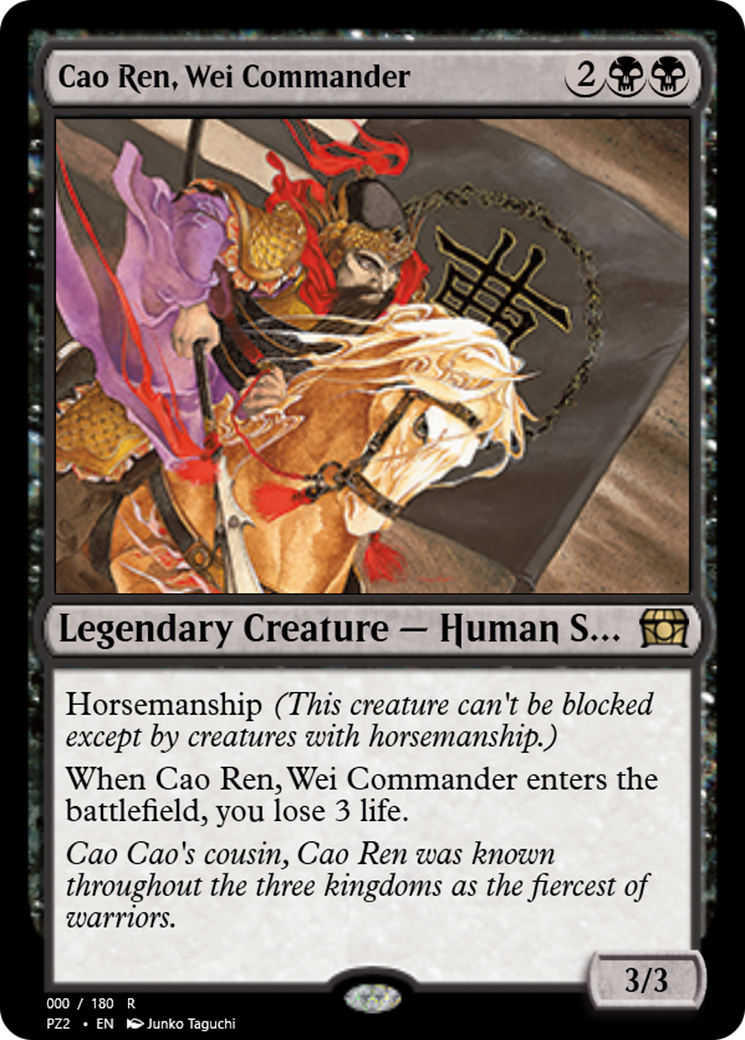 Cao Ren, Wei Commander 2
曹
Legendary Creature — Human S...
Horsemanship (This creature can't be blocked
except by creatures with horsemanship.)
When Cao Ren, Wei Commander enters the
battlefield, you lose 3 life.
Cao Cao's cousin, Cao Ren was known
throughout the three kingdoms as the fiercest of
warriors.
3/3
000 / 180 R
PZ2 • EN Junko Taguchi